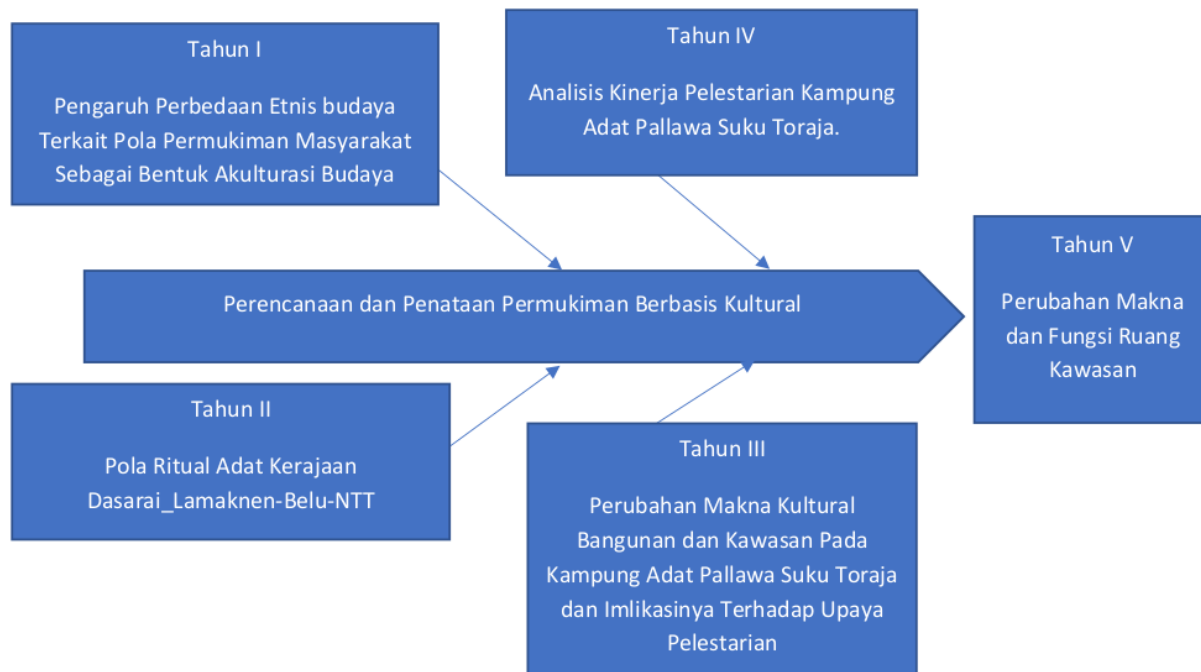 Tahun I
Pengaruh Perbedaan Etnis budaya
Terkait Pola Permukiman Masyarakat
Sebagai Bentuk Akulturasi Budaya
Tahun IV
Analisis Kinerja Pelestarian Kampung
Adat Pallawa Suku Toraja.
Perencanaan dan Penataan Permukiman Berbasis Kultural
Tahun V
Perubahan Makna
dan Fungsi Ruang
Kawasan
Tahun II
Pola Ritual Adat Kerajaan
Dasarai_Lamaknen-Belu-NTT
Tahun III
Perubahan Makna Kultural
Bangunan dan Kawasan Pada
Kampung Adat Pallawa Suku Toraja
dan Imlikasinya Terhadap Upaya
Pelestarian